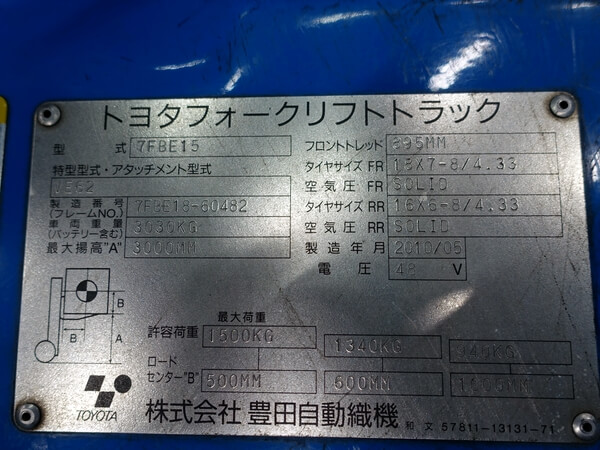 トヨタフォークリフトトラック
型 式 7FBE15
特型型式・アタッチメント型式
製造番号 (フレームNO.) 7FBE18-60482
車両重量 (バッテリー含む)
最大揚高"A" 3000MM
フロントトレッド 895MM
タイヤサイズ FR 18X7-8/4.33
空気圧 FR SOLID
タイヤサイズ RR 16X6-8/4.33
空気圧 RR SOLID
製造年月 2010/05
電圧 48 V
B
B
A
最大荷重
許容荷重 1500KG 1340KG
ロードセンター"B" 500MM 600MM
TOYOTA
株式会社 豊田自動織機
和文 57811-13131-71